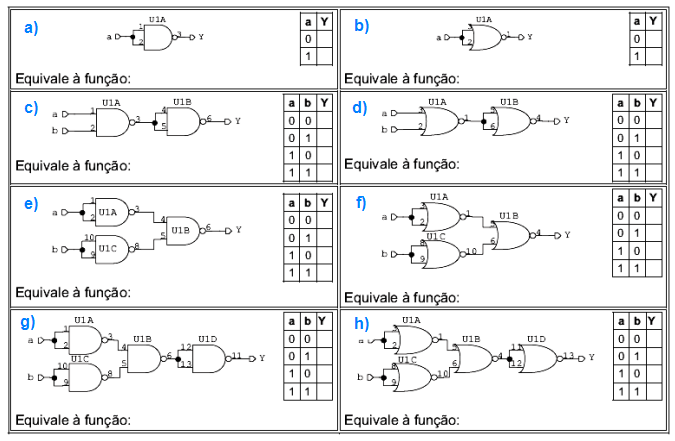 a)
U1A
a
1
2
3
Y
a Y
0
1
Equivale à função:
b)
U1A
a
3
2
1
Y
a Y
0
1
Equivale à função:
c)
U1A
U1B
a
1
b
2
3
4
5
6
Y
a b Y
0 0
0 1
1 0
1 1
Equivale à função:
d)
U1A
U1B
a
3
b
2
1
5
6
4
Y
a b Y
0 0
0 1
1 0
1 1
Equivale à função:
e)
a
1
2
U1A
3
4
U1B
6
Y
b
10
9
U1C
8
5
a b Y
0 0
0 1
1 0
1 1
Equivale à função:
f)
U1A
a
3
2
1
U1B
5
6
4
Y
U1C
b
8
9
10
a b Y
0 0
0 1
1 0
1 1
Equivale à função:
g)
U1A
a
1
2
3
U1B
4
5
6
U1D
12
13
11
Y
U1C
b
10
9
8
a b Y
0 0
0 1
1 0
1 1
Equivale à função:
h)
U1A
a
3
2
1
U1B
5
6
4
U1D
11
12
13
Y
U1C
b
8
9
10
a b Y
0 0
0 1
1 0
1 1
Equivale à função: